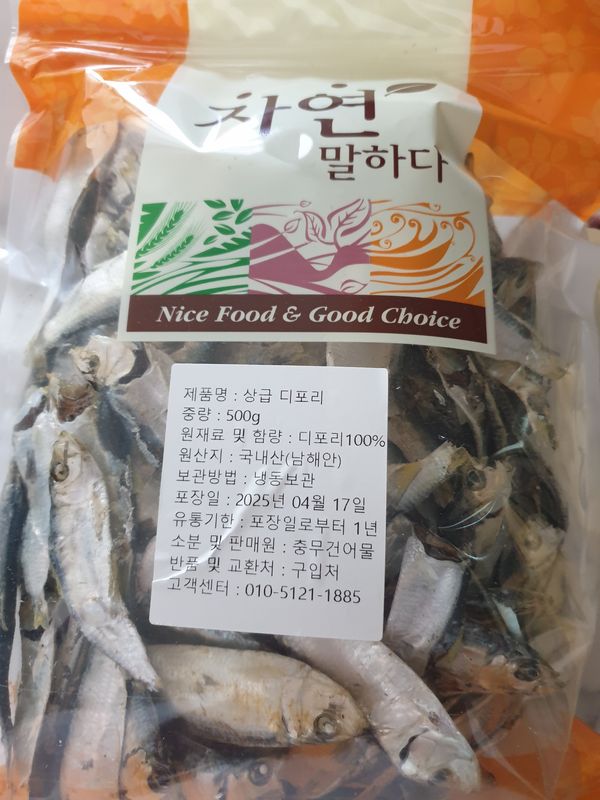 자연
말하다
Nice Food & Good Choice
제품명 : 상급 디포리
중량 : 500g
원재료 및 함량 : 디포리100%
원산지 : 국내산(남해안)
보관방법 : 냉동보관
포장일 : 2025년 04월 17일
유통기한 : 포장일로부터 1년
소분 및 판매원 : 충무건어물
반품 및 교환처 : 구입처
고객센터 : 010-5121-1885